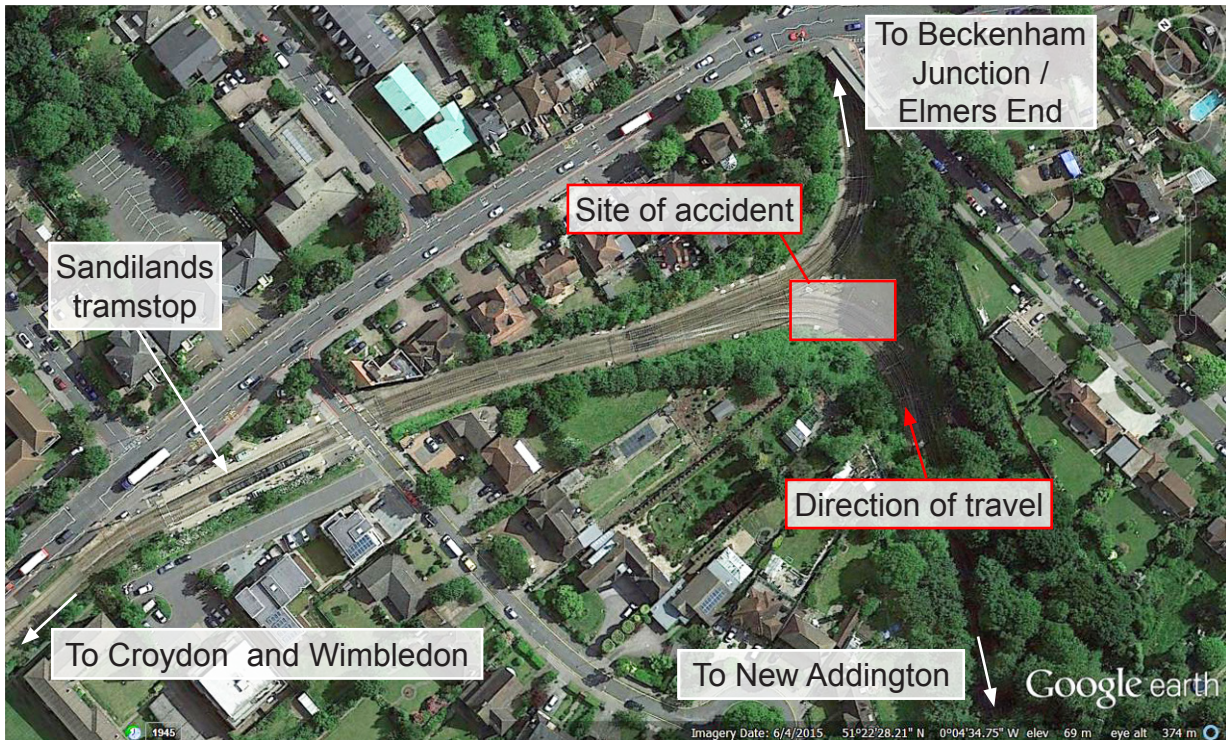 To Beckenham
Junction /
Elmers End
N
Site of accident
Sandilands
tramstop
Direction of travel
To Croydon and Wimbledon
To New Addington
Google earth
1945
Imagery Date: 6/4/2015 51°22'28.21" N 0°04'34.75" W elev 69 m eye alt 374 m